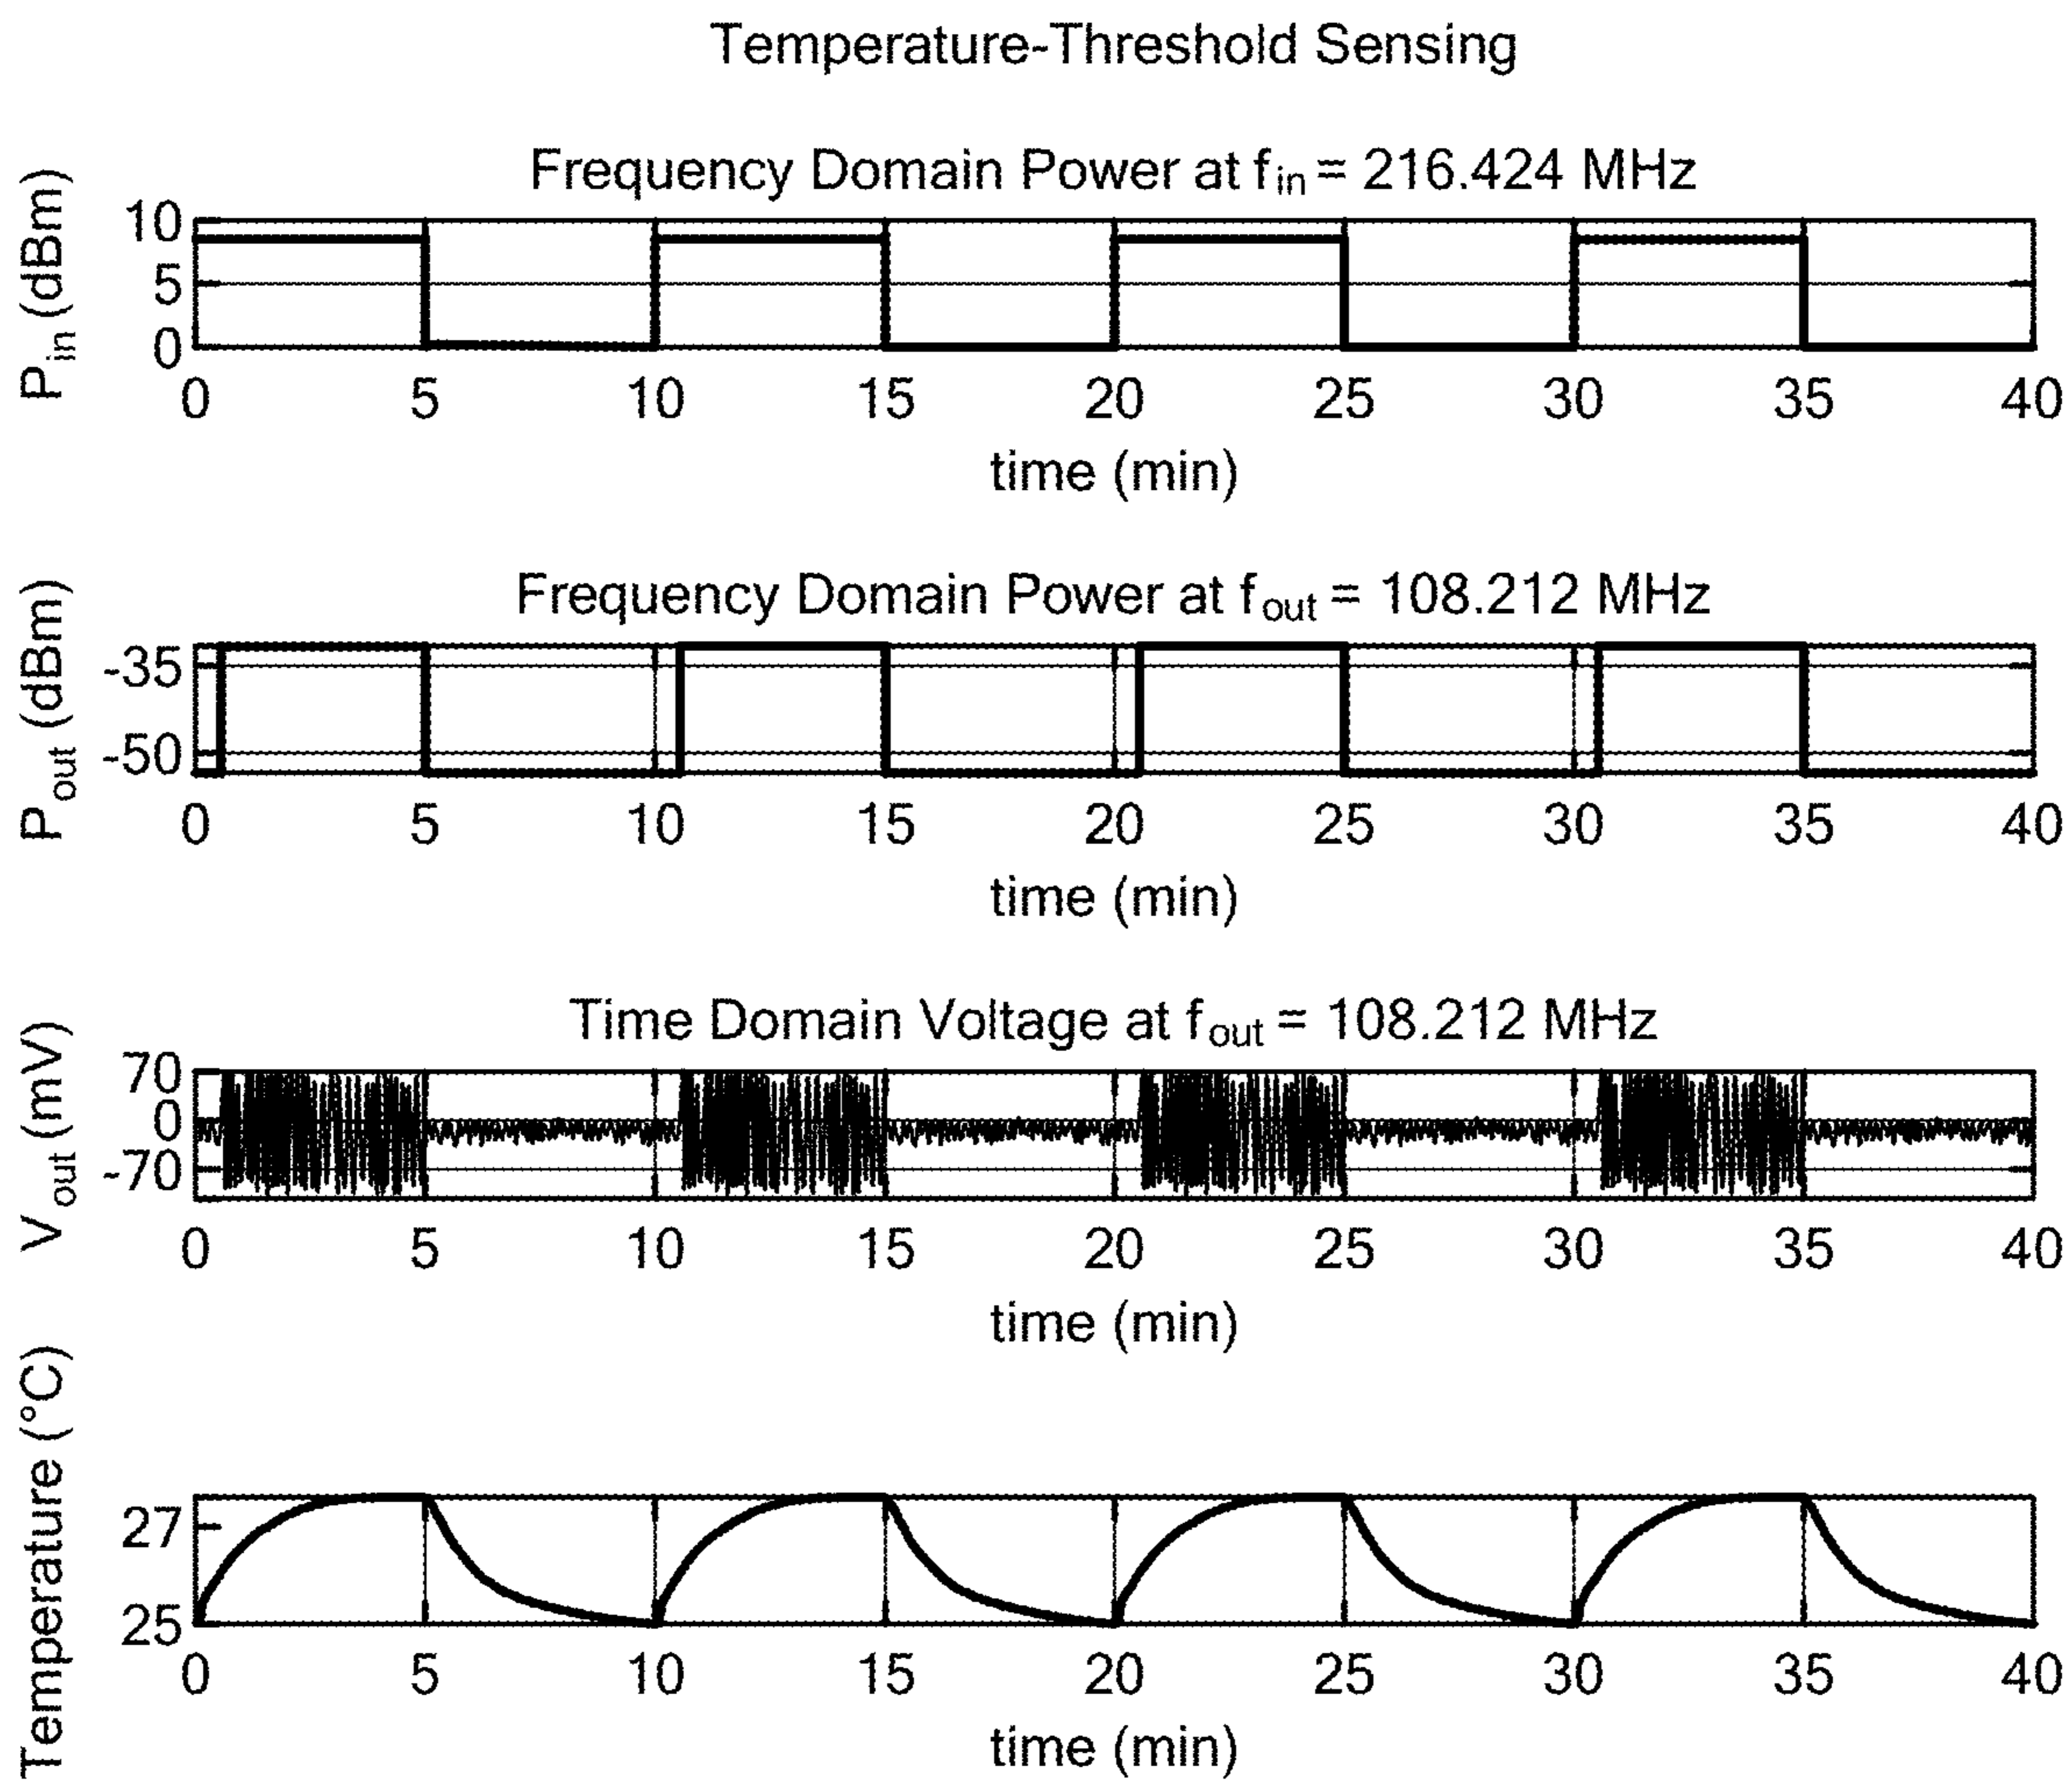 Temperature-Threshold Sensing
Frequency Domain Power at fin = 216.424 MHz
Pin (dBm)
10
5
0
0 5 10 15 20 25 30 35 40
time (min)
Frequency Domain Power at fout = 108.212 MHz
Pout (dBm)
-35
-50
0 5 10 15 20 25 30 35 40
time (min)
Time Domain Voltage at fout = 108.212 MHz
Vout (mV)
70
0
-70
0 5 10 15 20 25 30 35 40
time (min)
Temperature (°C)
27
25
0 5 10 15 20 25 30 35 40
time (min)